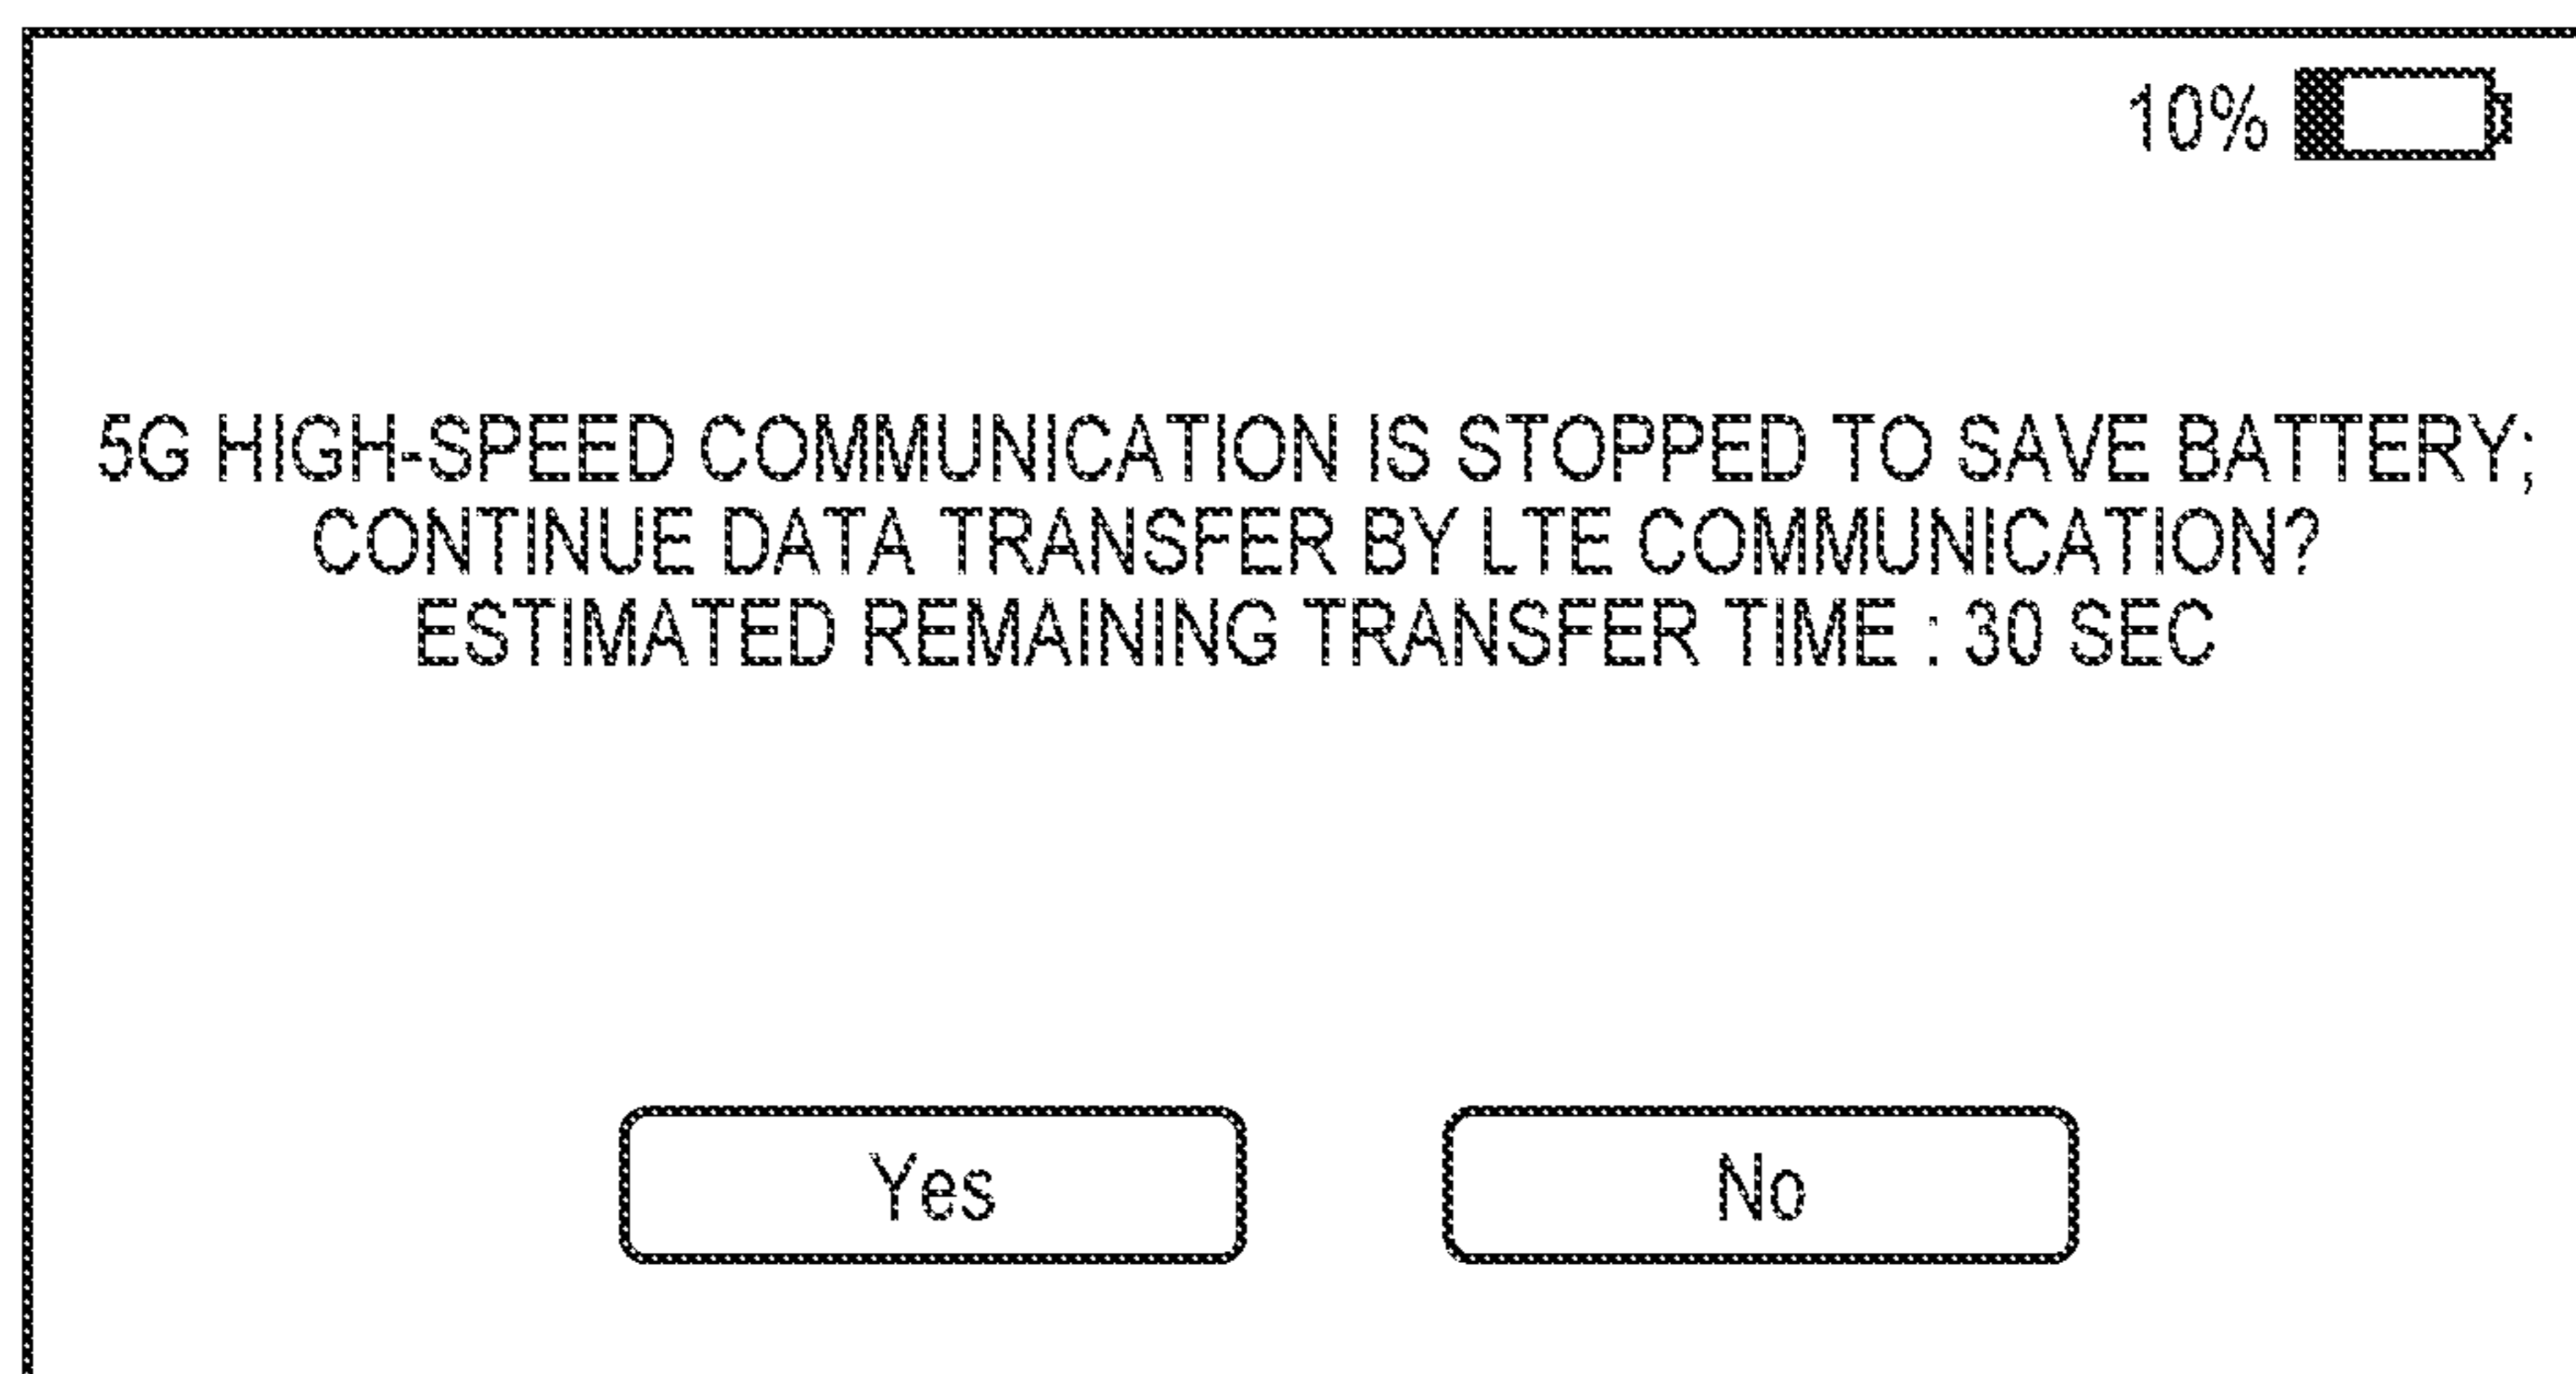 10%
5G HIGH-SPEED COMMUNICATION IS STOPPED TO SAVE BATTERY;
CONTINUE DATA TRANSFER BY LTE COMMUNICATION?
ESTIMATED REMAINING TRANSFER TIME : 30 SEC
Yes No